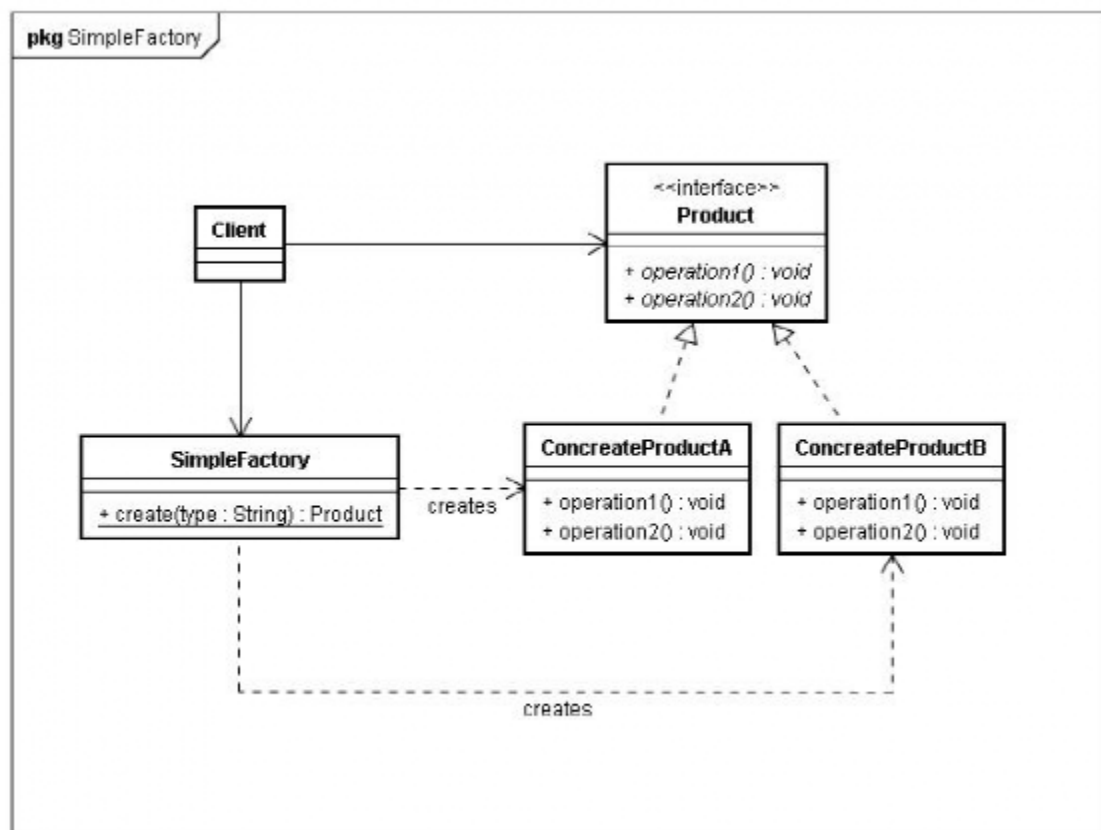 pkg SimpleFactory
<<interface>>
Product
+ operation1() : void
+ operation2() : void
Client
SimpleFactory
+ create(type : String) : Product
creates
ConcreateProductA
+ operation1() : void
+ operation2() : void
ConcreateProductB
+ operation1() : void
+ operation2() : void
creates